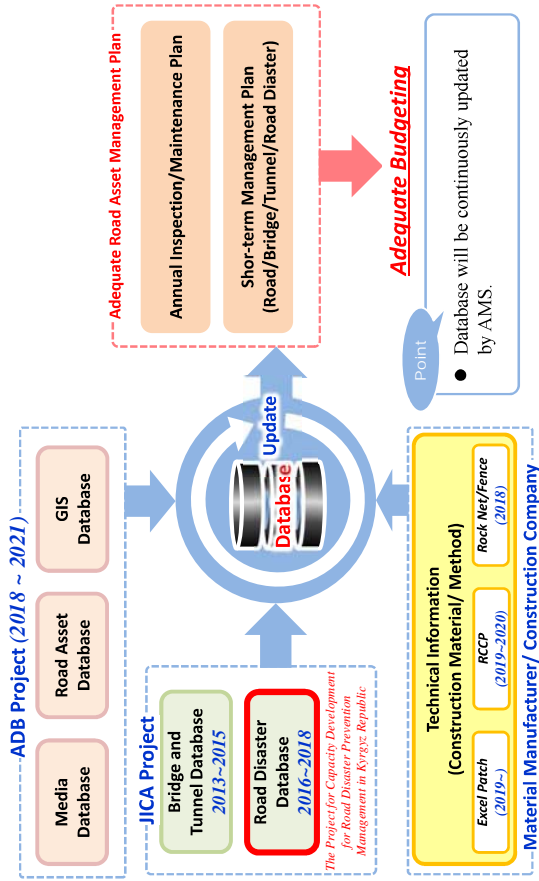 ADB Project (2018 ~ 2021)
Media
Database
Road Asset
Database
GIS
Database
JICA Project
Bridge and
Tunnel Database
2013~2015
Road Disaster
Database
2016~2018
The Project for Capacity Development
for Road Disaster Prevention
Management in Kyrgyz Republic
Database
Update
Technical Information
(Construction Material/ Method)
Excel Patch
(2019~)
RCCP
(2019~2020)
Rock Net/Fence
(2018)
Material Manufacturer/ Construction Company
Adequate Road Asset Management Plan
Annual Inspection/Maintenance Plan
Shor-term Management Plan
(Road/Bridge/Tunnel/Road Diaster)
Adequate Budgeting
Point
● Database will be continuously updated
by AMS.